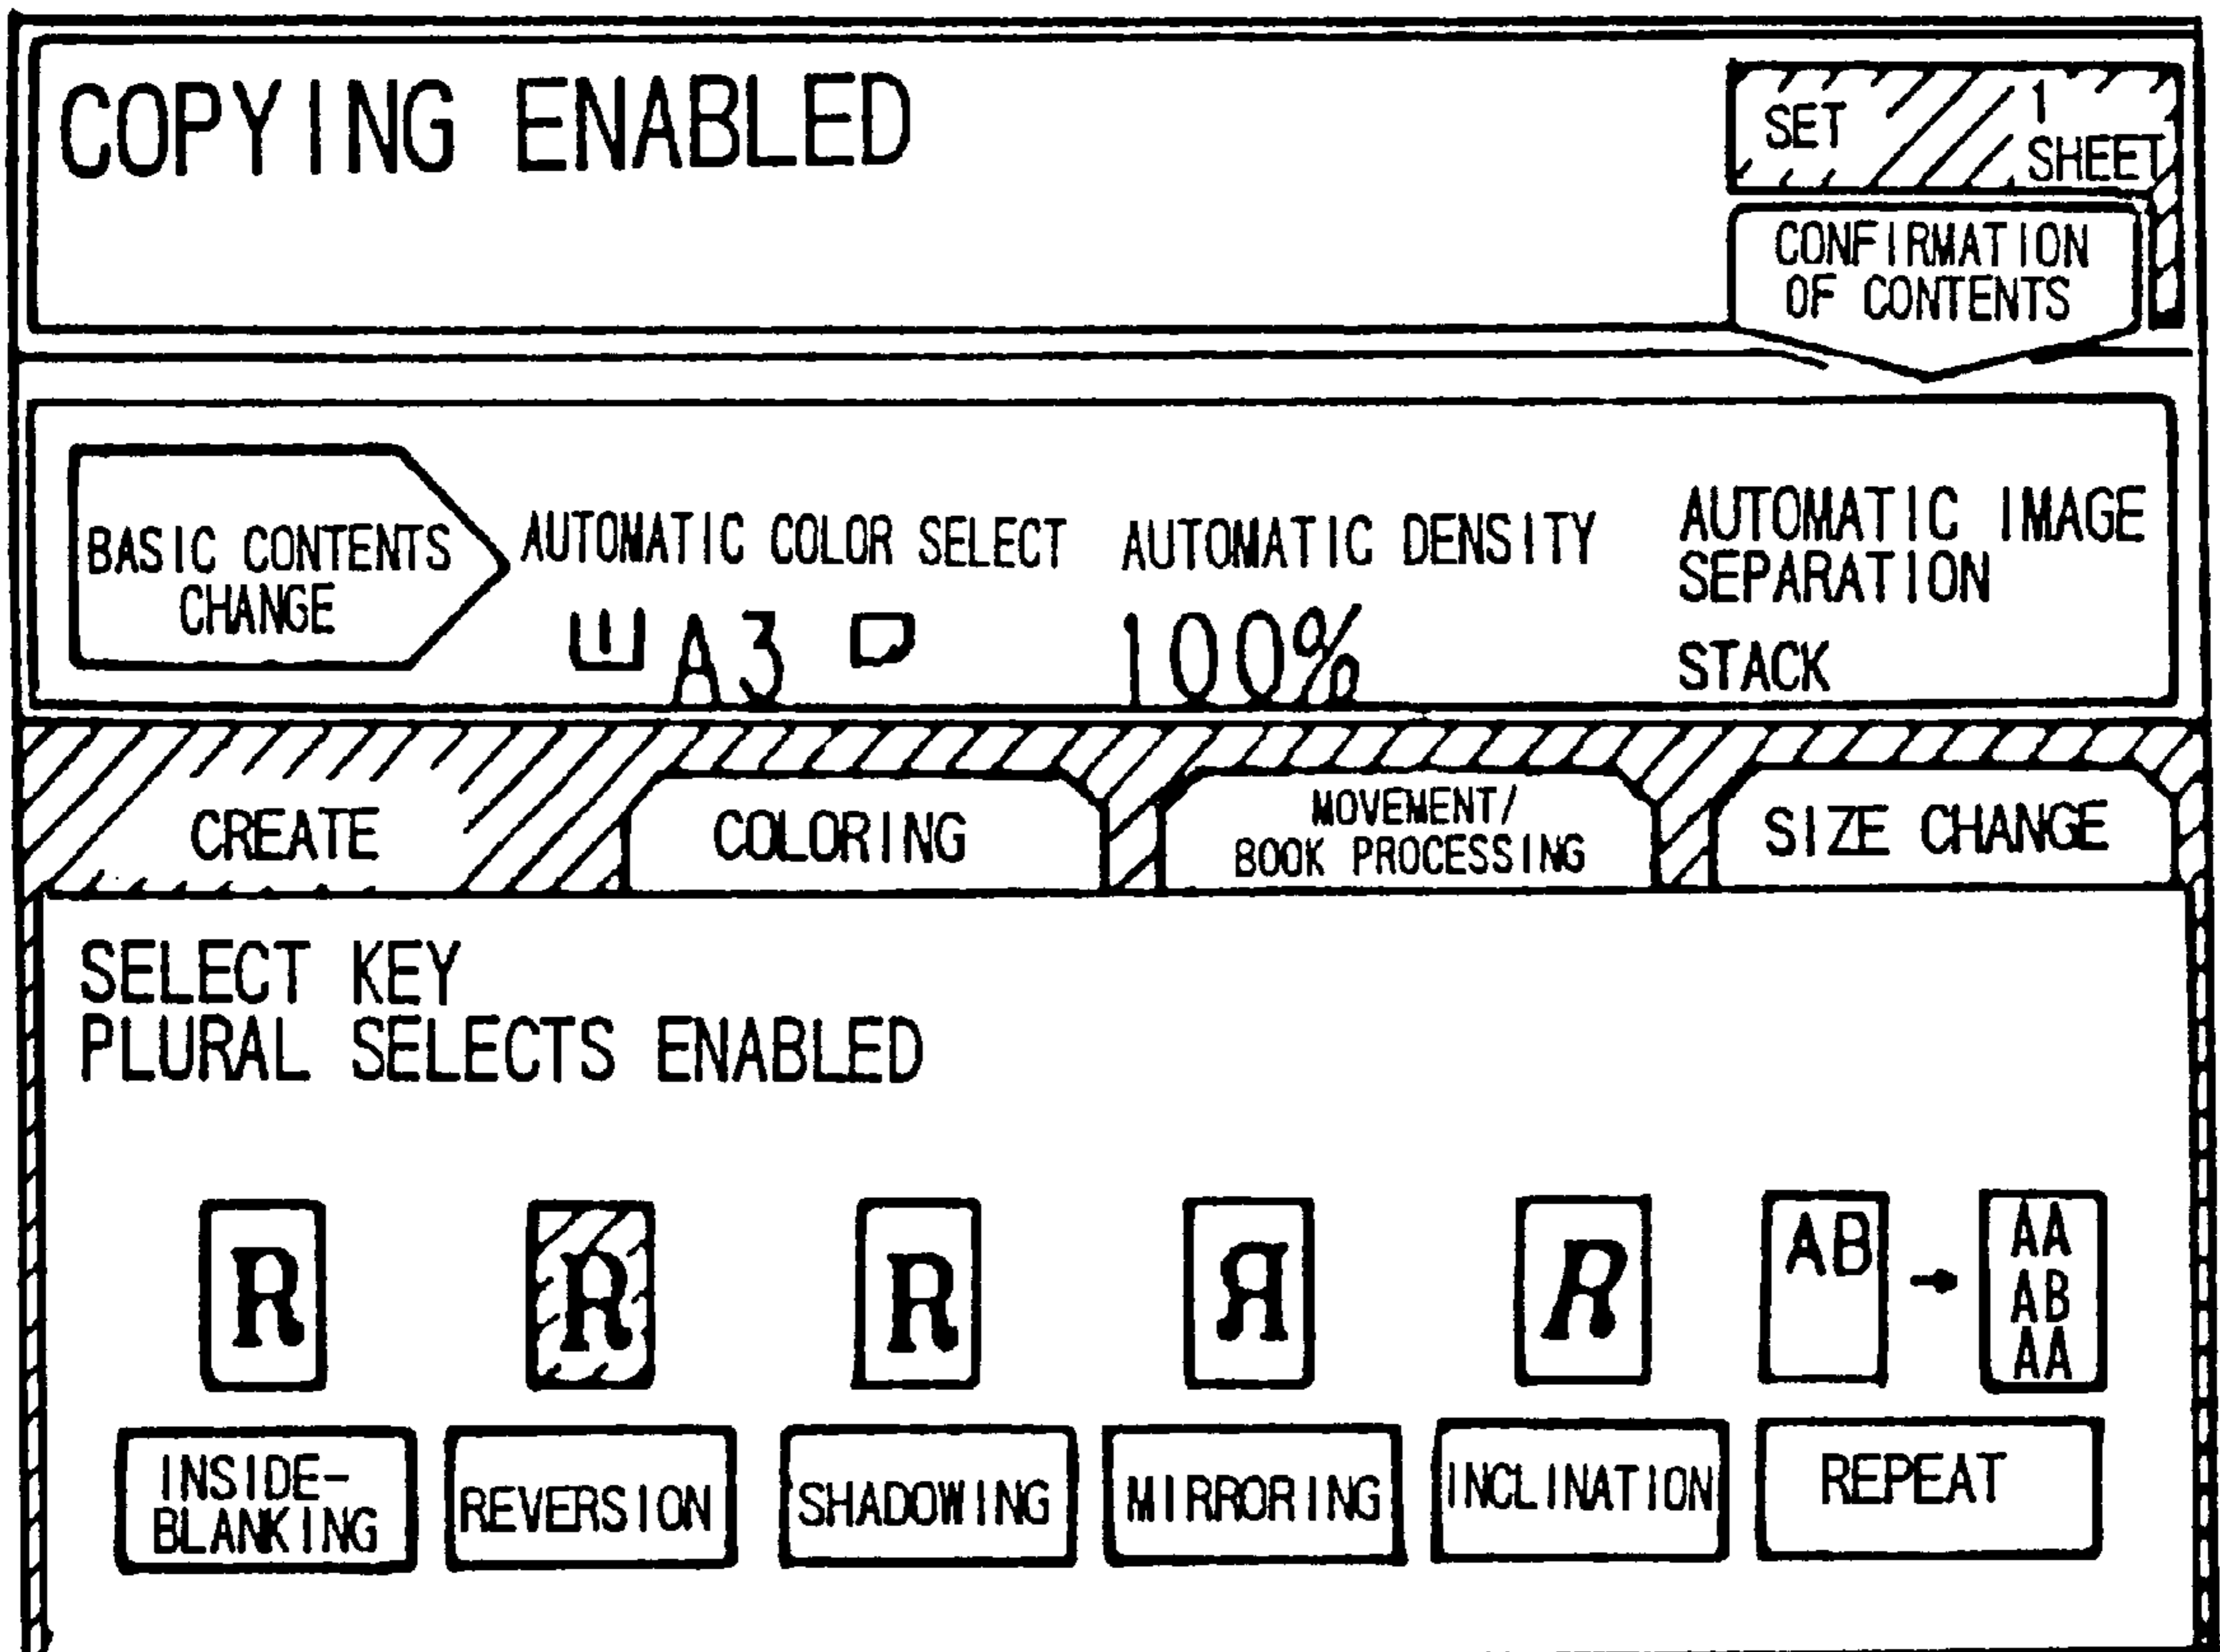 COPYING ENABLED
SET 1
SHEET
CONFIRMATION
OF CONTENTS
BASIC CONTENTS
CHANGE
AUTOMATIC COLOR SELECT
A3
AUTOMATIC DENSITY
100%
AUTOMATIC IMAGE
SEPARATION
STACK
CREATE
COLORING
MOVEMENT/
BOOK PROCESSING
SIZE CHANGE
SELECT KEY
PLURAL SELECTS ENABLED
R
R
R
Я
R
AB
AA
AB
AA
INSIDE-
BLANKING
REVERSION
SHADOWING
MIRRORING
INCLINATION
REPEAT